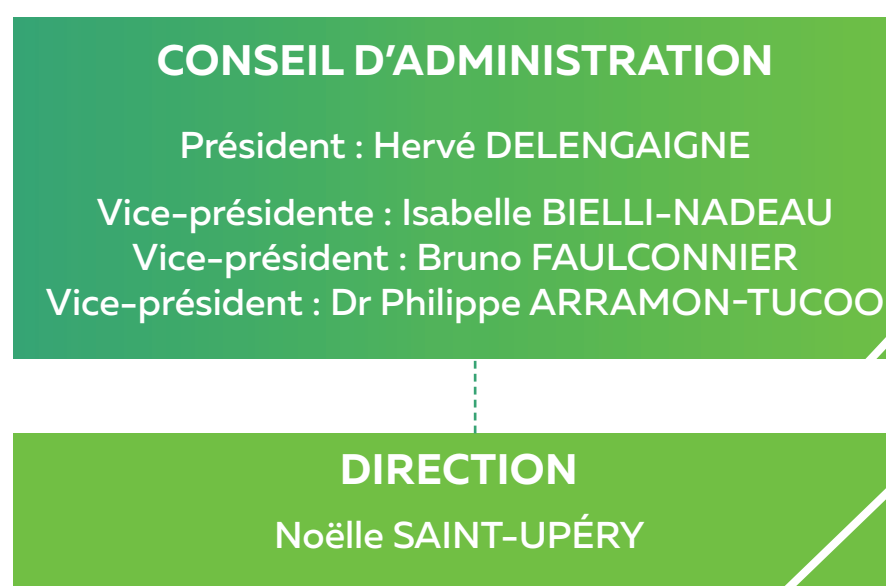 CONSEIL D’ADMINISTRATION
Président : Hervé DELENGAIGNE
Vice-présidente : Isabelle BIELLI-NADEAU
Vice-président : Bruno FAULCONNIER
Vice-président : Dr Philippe ARRAMON-TUCOO
DIRECTION
Noëlle SAINT-UPÉRY